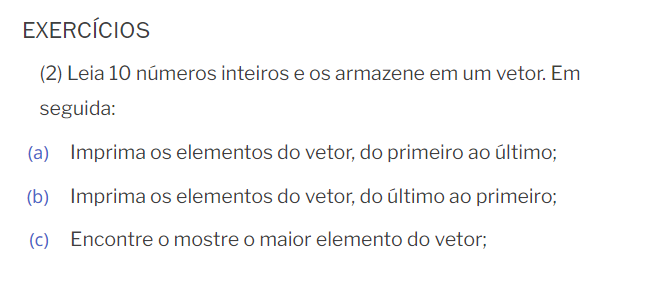 EXERCÍCIOS
(2) Leia 10 números inteiros e os armazene em um vetor. Em
seguida:
(a) Imprima os elementos do vetor, do primeiro ao último;
(b) Imprima os elementos do vetor, do último ao primeiro;
(c) Encontre o mostre o maior elemento do vetor;